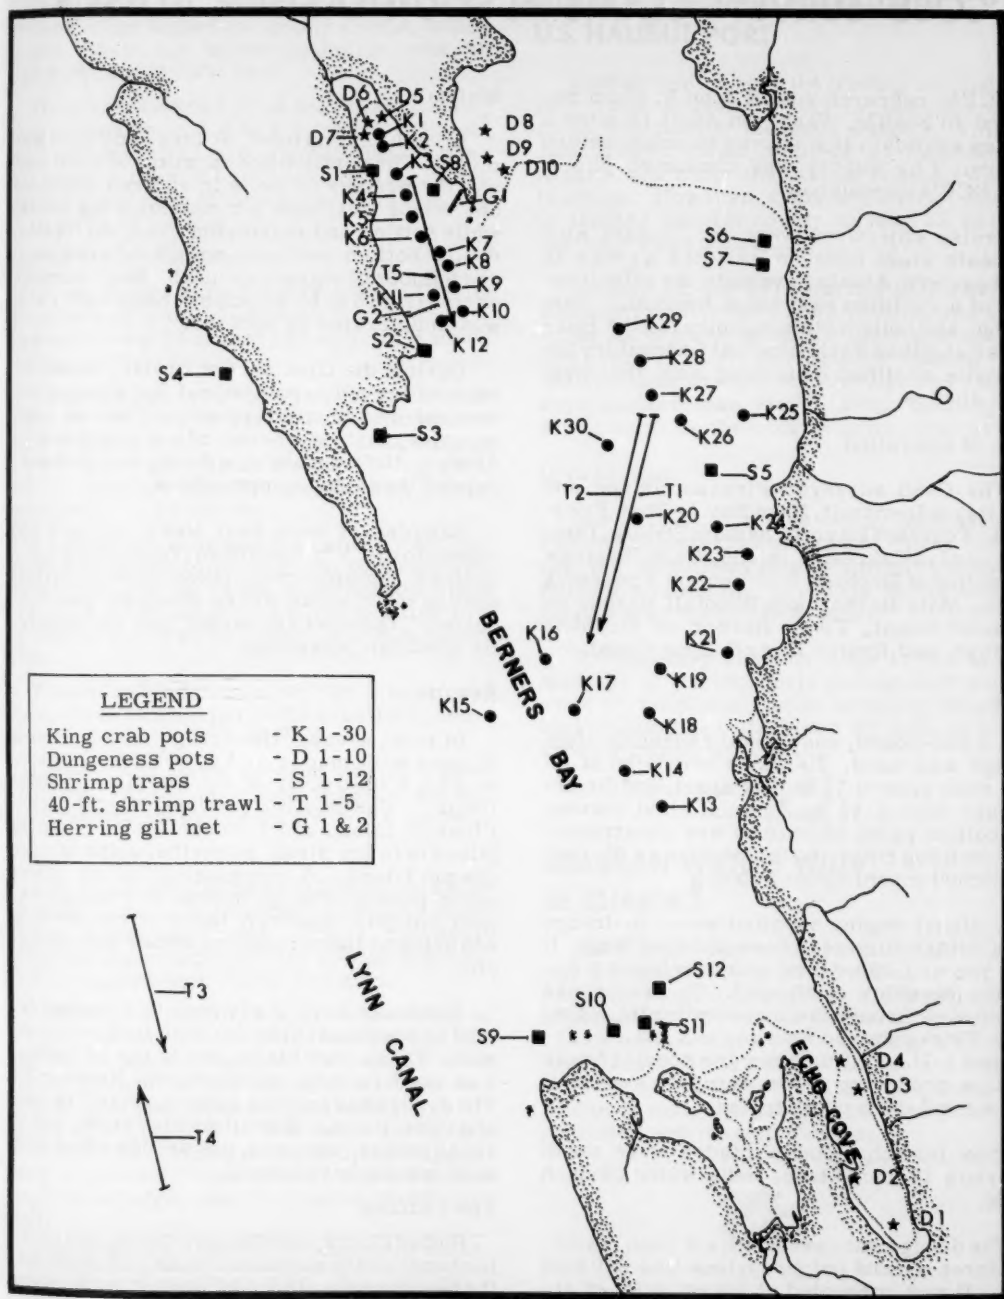 D6
D5
K1
D7
K2
D8
K3
D9
S8
D10
S1
K4
G1
K5
K6
K7
S6
K8
S7
T5
K9
K11
K10
G2
K29
S2
K12
K28
S4
K27
K25
K26
S3
K30
S5
T2
T1
K20
K24
K23
K22
BERNERS
BAY
K16
K21
K19
K15
K17
K18
K14
K13
LEGEND
King crab pots - K 1-30
Dungeness pots - D 1-10
Shrimp traps - S 1-12
40-ft. shrimp trawl - T 1-5
Herring gill net - G 1 & 2
T3
LYNN
CANAL
S12
S10
S9
S11
ECHO COVE
D4
D3
T4
D2
D1